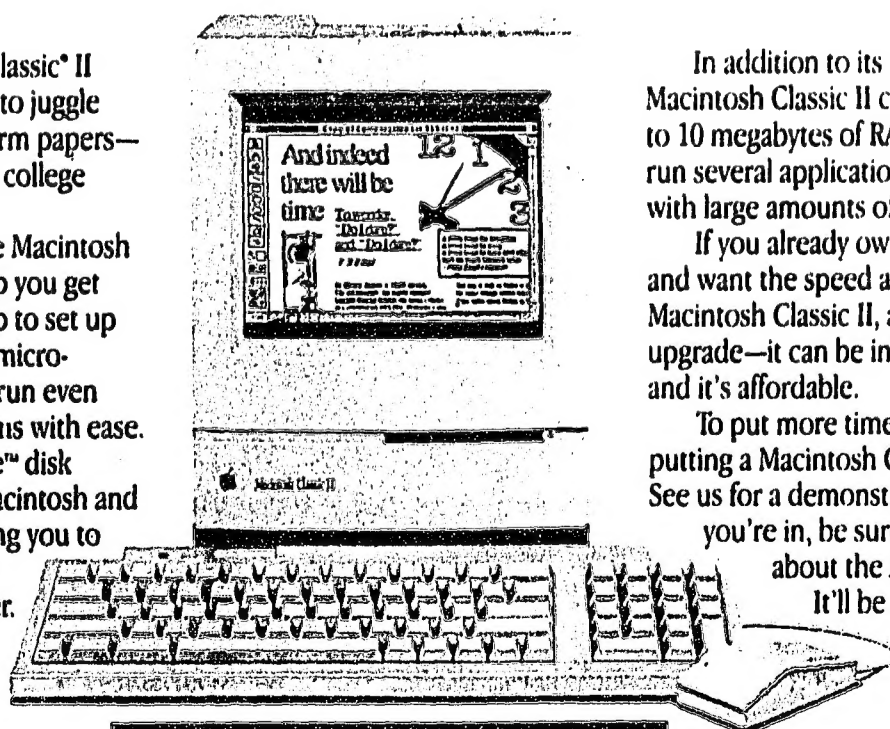 lassic® II
to juggle
rm papers—
college
e Macintosh
p you get
p to set up
micro-
run even
ns with ease.
e™ disk
acintosh and
ng you to
er.
And indeed
there will be
time
12
1
2
3
Macintosh Classic II
In addition to its
Macintosh Classic II c
to 10 megabytes of RA
run several applicatio
with large amounts of
If you already ow
and want the speed a
Macintosh Classic II, a
upgrade—it can be in
and it's affordable.
To put more time
putting a Macintosh C
See us for a demonst
you're in, be sur
about the
It'll be